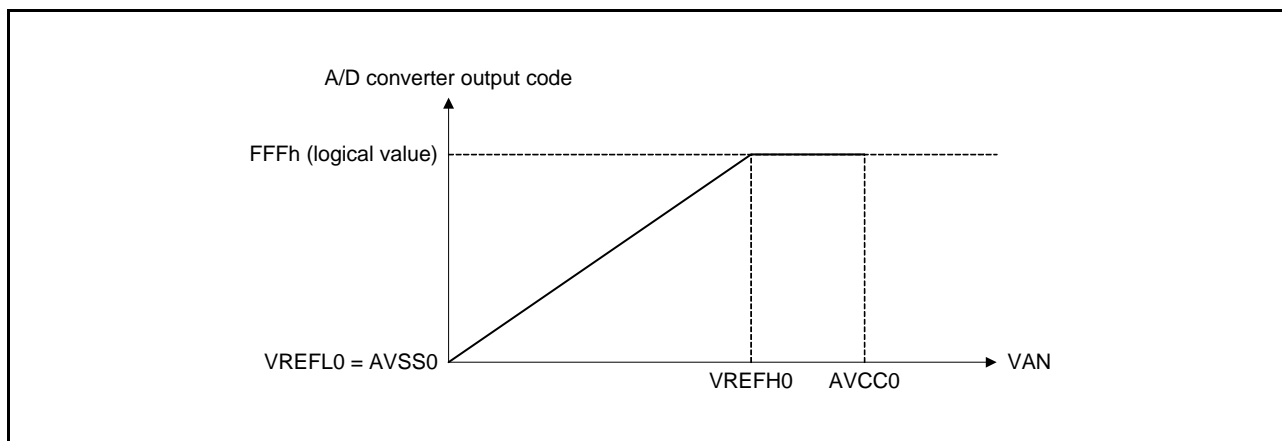 A/D converter output code
FFFh (logical value)
VREFL0 = AVSS0
VAN
VREFH0
AVCC0